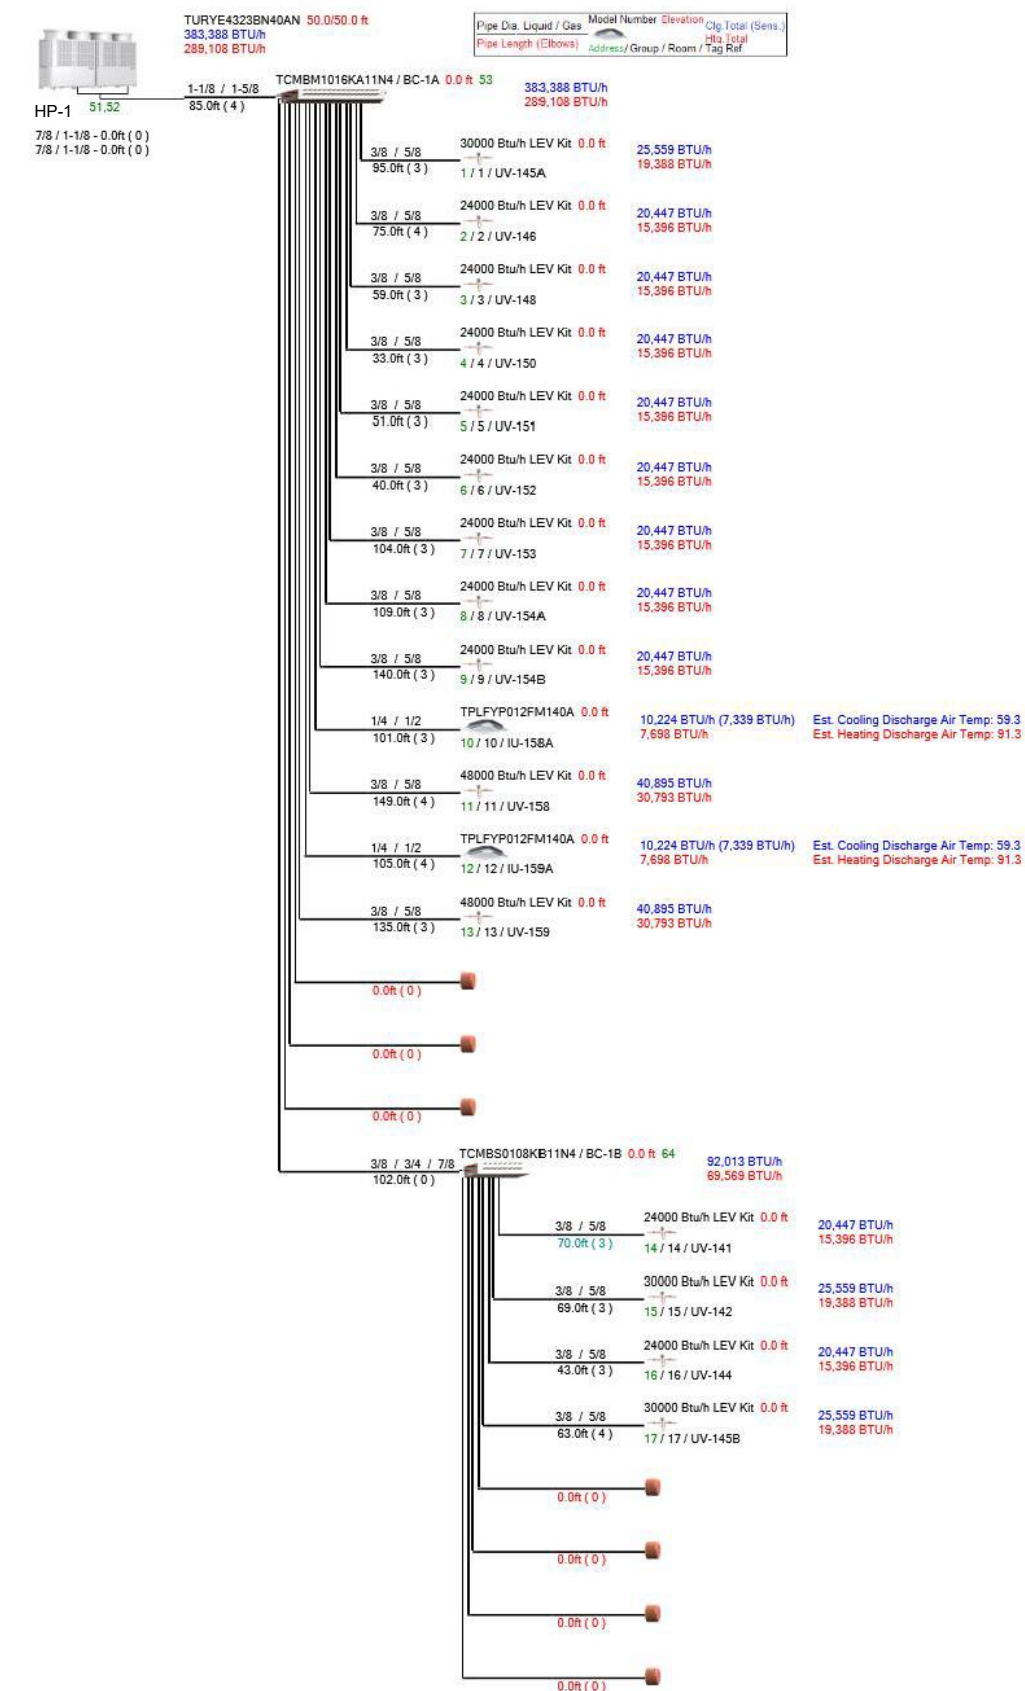 TURYE4323BN40AN 50.0/50.0 ft
383,388 BTU/h
289,108 BTU/h
Pipe Dia. Liquid / Gas Model Number Elevation Clg.Total (Sens.)
Htg.Total
Pipe Length (Elbows) Address/ Group / Room / Tag Ref
HP-1 51,52
7/8 / 1-1/8 - 0.0ft ( 0 )
7/8 / 1-1/8 - 0.0ft ( 0 )
1-1/8 / 1-5/8
85.0ft ( 4 )
TCMBM1016KA11N4 / BC-1A 0.0 ft 53
383,388 BTU/h
289,108 BTU/h
3/8 / 5/8
95.0ft ( 3 )
30000 Btu/h LEV Kit 0.0 ft
1 / 1 / UV-145A
25,559 BTU/h
19,388 BTU/h
3/8 / 5/8
75.0ft ( 4 )
24000 Btu/h LEV Kit 0.0 ft
2 / 2 / UV-146
20,447 BTU/h
15,396 BTU/h
3/8 / 5/8
59.0ft ( 3 )
24000 Btu/h LEV Kit 0.0 ft
3 / 3 / UV-148
20,447 BTU/h
15,396 BTU/h
3/8 / 5/8
33.0ft ( 3 )
24000 Btu/h LEV Kit 0.0 ft
4 / 4 / UV-150
20,447 BTU/h
15,396 BTU/h
3/8 / 5/8
51.0ft ( 3 )
24000 Btu/h LEV Kit 0.0 ft
5 / 5 / UV-151
20,447 BTU/h
15,396 BTU/h
3/8 / 5/8
40.0ft ( 3 )
24000 Btu/h LEV Kit 0.0 ft
6 / 6 / UV-152
20,447 BTU/h
15,396 BTU/h
3/8 / 5/8
104.0ft ( 3 )
24000 Btu/h LEV Kit 0.0 ft
7 / 7 / UV-153
20,447 BTU/h
15,396 BTU/h
3/8 / 5/8
109.0ft ( 3 )
24000 Btu/h LEV Kit 0.0 ft
8 / 8 / UV-154A
20,447 BTU/h
15,396 BTU/h
3/8 / 5/8
140.0ft ( 3 )
24000 Btu/h LEV Kit 0.0 ft
9 / 9 / UV-154B
20,447 BTU/h
15,396 BTU/h
1/4 / 1/2
101.0ft ( 3 )
TPLFYP012FM140A 0.0 ft
10 / 10 / IU-158A
10,224 BTU/h (7,339 BTU/h) Est. Cooling Discharge Air Temp: 59.3
7,698 BTU/h Est. Heating Discharge Air Temp: 91.3
3/8 / 5/8
149.0ft ( 4 )
48000 Btu/h LEV Kit 0.0 ft
11 / 11 / UV-158
40,895 BTU/h
30,793 BTU/h
1/4 / 1/2
105.0ft ( 4 )
TPLFYP012FM140A 0.0 ft
12 / 12 / IU-159A
10,224 BTU/h (7,339 BTU/h) Est. Cooling Discharge Air Temp: 59.3
7,698 BTU/h Est. Heating Discharge Air Temp: 91.3
3/8 / 5/8
135.0ft ( 3 )
48000 Btu/h LEV Kit 0.0 ft
13 / 13 / UV-159
40,895 BTU/h
30,793 BTU/h
0.0ft ( 0 )
0.0ft ( 0 )
0.0ft ( 0 )
3/8 / 3/4 / 7/8
102.0ft ( 0 )
TCMBS0108KB11N4 / BC-1B 0.0 ft 64
92,013 BTU/h
69,569 BTU/h
3/8 / 5/8
70.0ft ( 3 )
24000 Btu/h LEV Kit 0.0 ft
14 / 14 / UV-141
20,447 BTU/h
15,396 BTU/h
3/8 / 5/8
69.0ft ( 3 )
30000 Btu/h LEV Kit 0.0 ft
15 / 15 / UV-142
25,559 BTU/h
19,388 BTU/h
3/8 / 5/8
43.0ft ( 3 )
24000 Btu/h LEV Kit 0.0 ft
16 / 16 / UV-144
20,447 BTU/h
15,396 BTU/h
3/8 / 5/8
63.0ft ( 4 )
30000 Btu/h LEV Kit 0.0 ft
17 / 17 / UV-145B
25,559 BTU/h
19,388 BTU/h
0.0ft ( 0 )
0.0ft ( 0 )
0.0ft ( 0 )
0.0ft ( 0 )